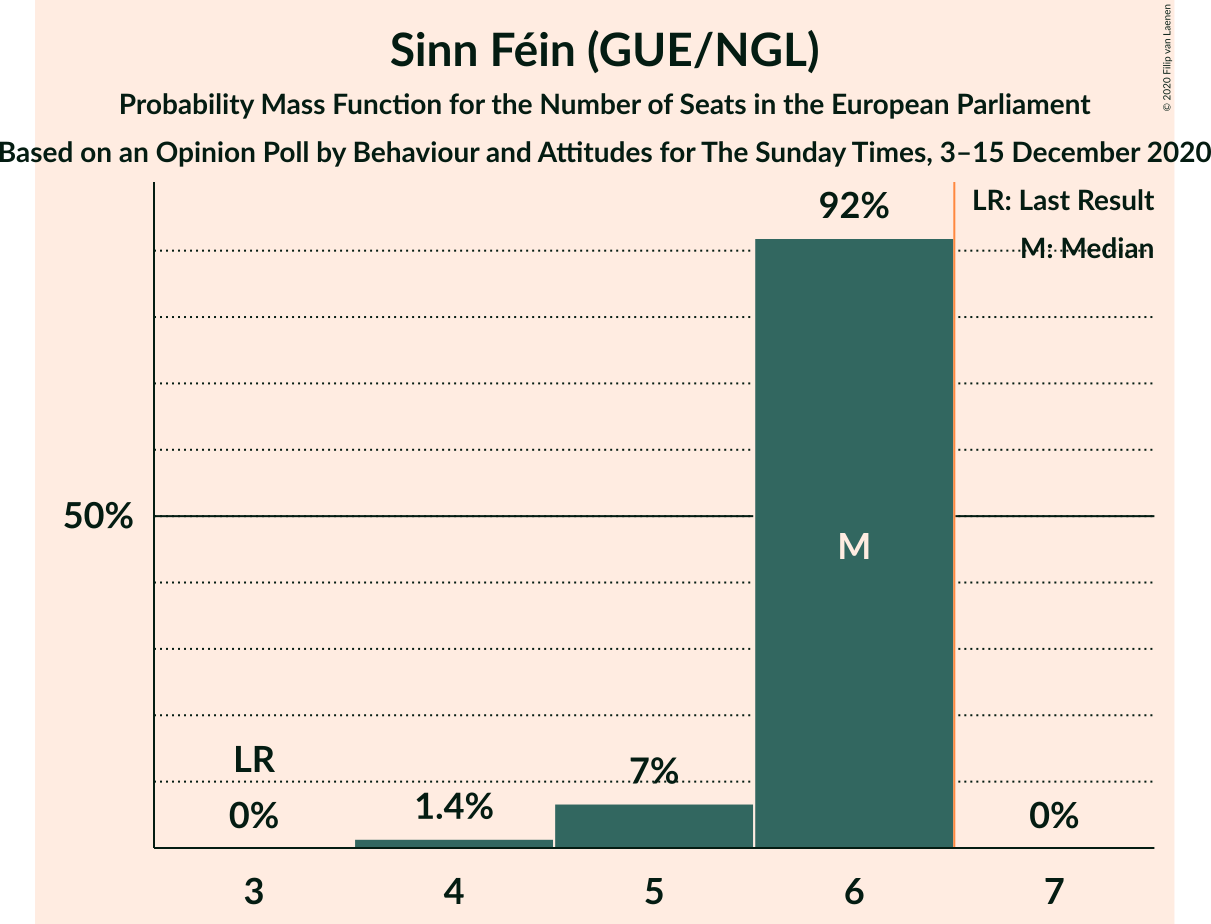 Sinn Féin (GUE/NGL)
Probability Mass Function for the Number of Seats in the European Parliament
Based on an Opinion Poll by Behaviour and Attitudes for The Sunday Times, 3–15 December 2020
© 2020 Filip van Laenen
LR: Last Result
M: Median
92%
50%
M
LR
0%
1.4%
7%
0%
3 4 5 6 7